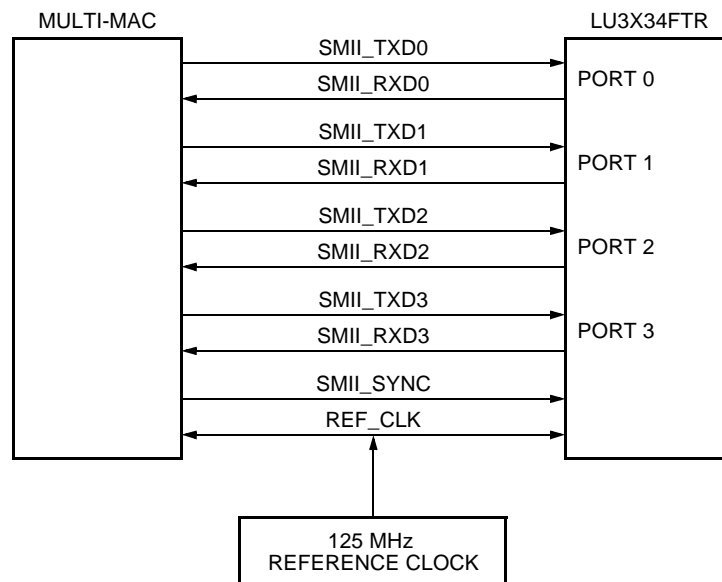 MULTI-MAC
LU3X34FTR
SMII_TXD0
SMII_RXD0
PORT 0
SMII_TXD1
SMII_RXD1
PORT 1
SMII_TXD2
SMII_RXD2
PORT 2
SMII_TXD3
SMII_RXD3
PORT 3
SMII_SYNC
REF_CLK
125 MHz
REFERENCE CLOCK